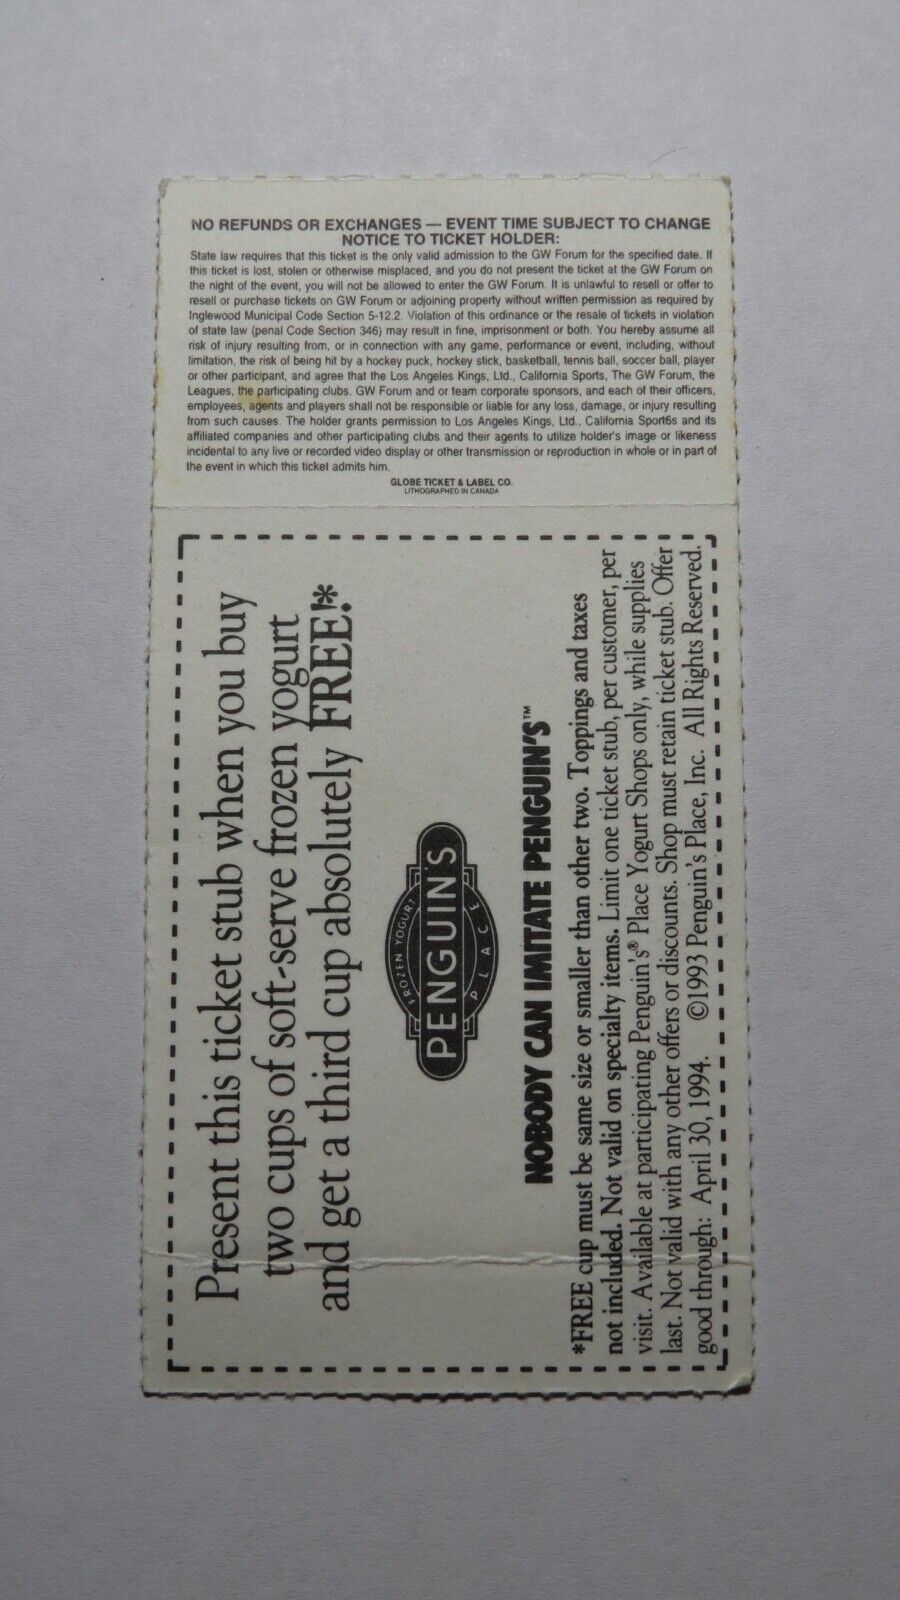 NO REFUNDS OR EXCHANGES — EVENT TIME SUBJECT TO CHANGE
NOTICE TO TICKET HOLDER:
State law requires that this ticket is the only valid admission to the GW Forum for the specified date. If
this ticket is lost, stolen or otherwise misplaced, and you do not present the ticket at the GW Forum on
the night of the event, you will not be allowed to enter the GW Forum. It is unlawful to resell or offer to
resell or purchase tickets on GW Forum or adjoining property without written permission as required by
Inglewood Municipal Code Section 5-12.2. Violation of this ordinance or the resale of tickets in violation
of state law (penal Code Section 346) may result in fine, imprisonment or both. You hereby assume all
risk of injury resulting from, or in connection with any game, performance or event, including, without
limitation, the risk of being hit by a hockey puck, hockey stick, basketball, tennis ball, soccer ball, player
or other participant, and agree that the Los Angeles Kings, Ltd., California Sports, The GW Forum, the
Leagues, the participating clubs. GW Forum and or team corporate sponsors, and each of their officers,
employees, agents and players shall not be responsible or liable for any loss, damage, or injury resulting
from such causes. The holder grants permission to Los Angeles Kings, Ltd., California Sport6s and its
affiliated companies and other participating clubs and their agents to utilize holder's image or likeness
incidental to any live or recorded video display or other transmission or reproduction in whole or in part of
the event in which this ticket admits him.
GLOBE TICKET & LABEL CO.
LITHOGRAPHED IN CANADA
Present this ticket stub when you buy
two cups of soft-serve frozen yogurt
and get a third cup absolutely FREE!*
FROZEN YOGURT
PENGUIN'S
PLACE
NOBODY CAN IMITATE PENGUIN'S™
*FREE cup must be same size or smaller than other two. Toppings and taxes
not included. Not valid on specialty items. Limit one ticket stub, per customer, per
visit. Available at participating Penguin's® Place Yogurt Shops only, while supplies
last. Not valid with any other offers or discounts. Shop must retain ticket stub. Offer
good through: April 30, 1994. ©1993 Penguin's Place, Inc. All Rights Reserved.